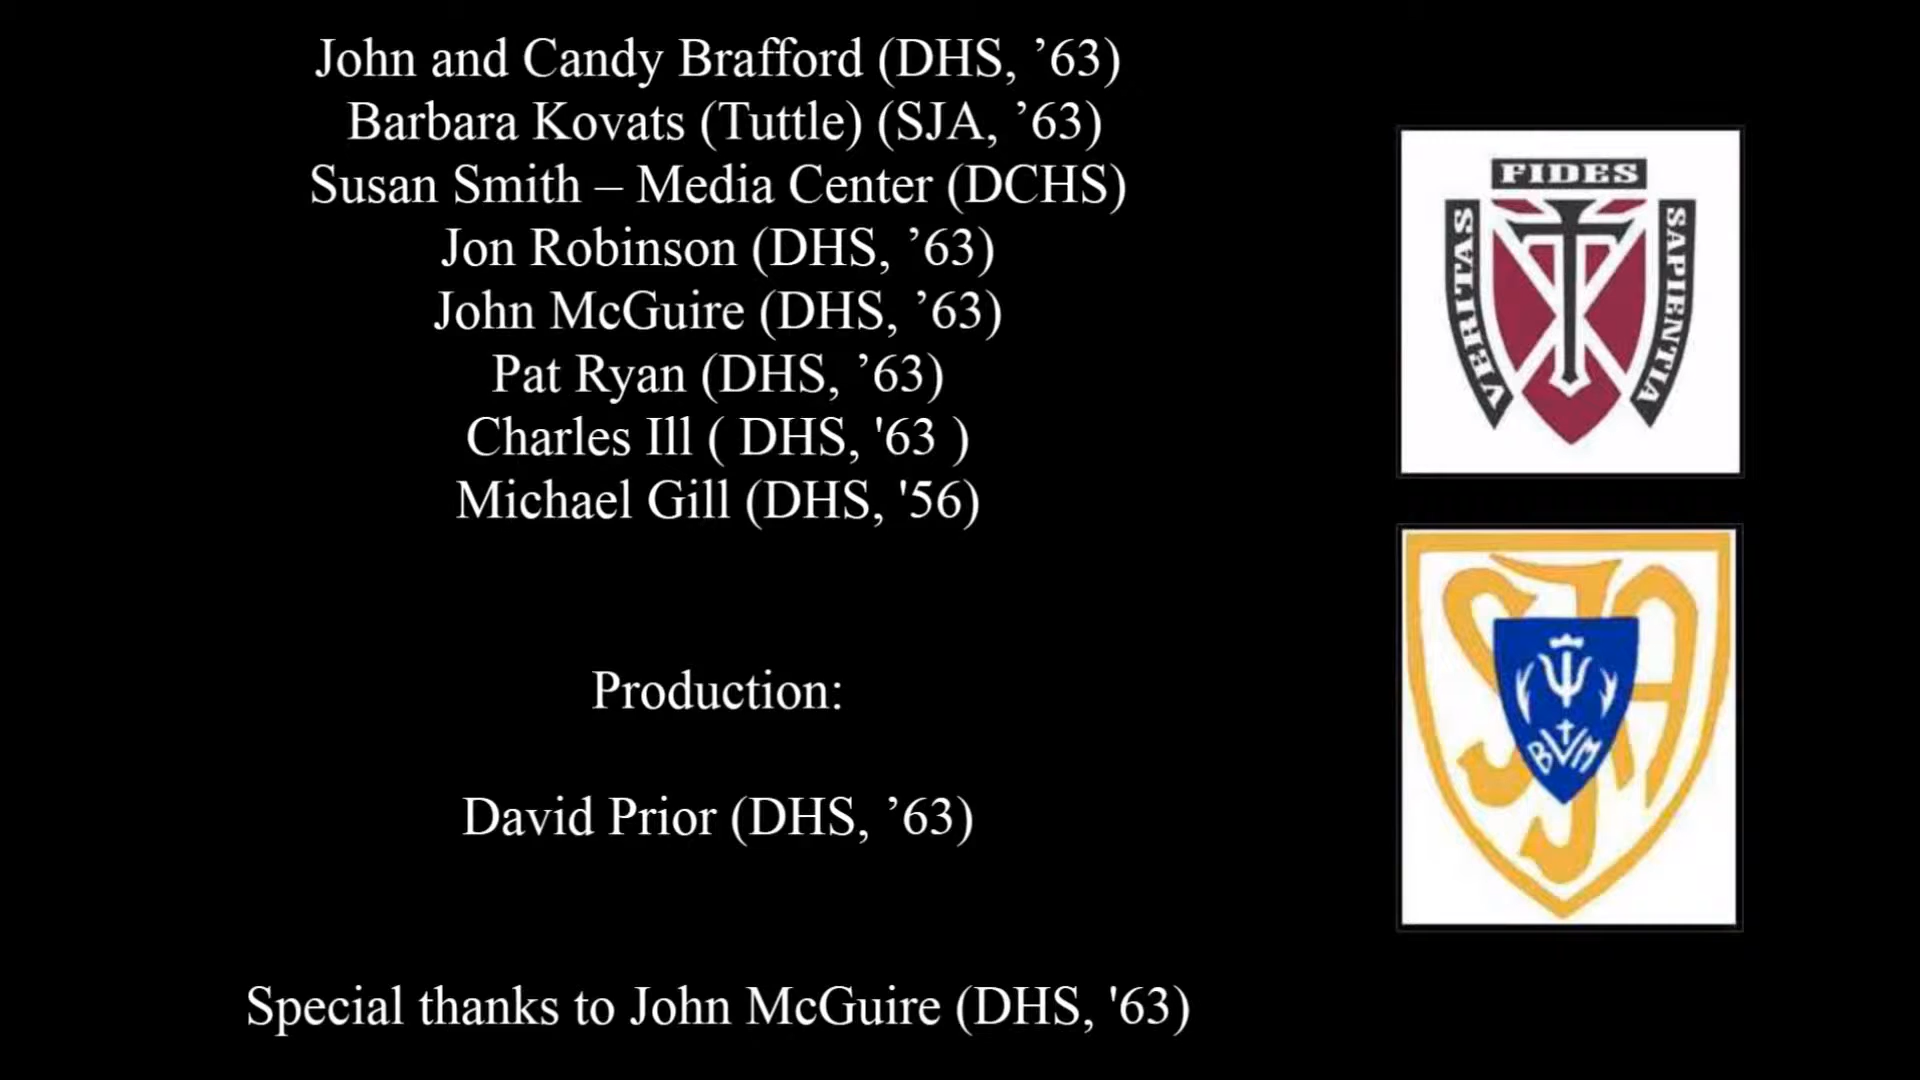 John and Candy Brafford (DHS, ’63)
Barbara Kovats (Tuttle) (SJA, ’63)
Susan Smith – Media Center (DCHS)
Jon Robinson (DHS, ’63)
John McGuire (DHS, ’63)
Pat Ryan (DHS, ’63)
Charles Ill ( DHS, '63 )
Michael Gill (DHS, '56)
Production:
David Prior (DHS, ’63)
Special thanks to John McGuire (DHS, '63)
FIDES
VERITAS
SAPIENTIA
SJA
BVM